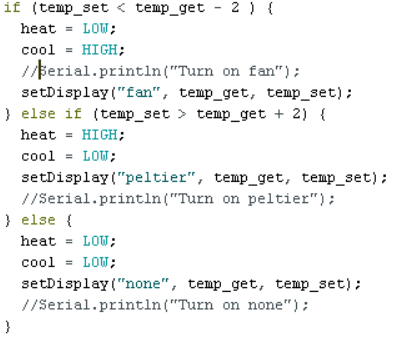 if (temp_set < temp_get - 2 ) {
  heat = LOW;
  cool = HIGH;
  //Serial.println("Turn on fan");
  setDisplay("fan", temp_get, temp_set);
} else if (temp_set > temp_get + 2) {
  heat = HIGH;
  cool = LOW;
  setDisplay("peltier", temp_get, temp_set);
  //Serial.println("Turn on peltier");
} else {
  heat = LOW;
  cool = LOW;
  setDisplay("none", temp_get, temp_set);
  //Serial.println("Turn on none");
}